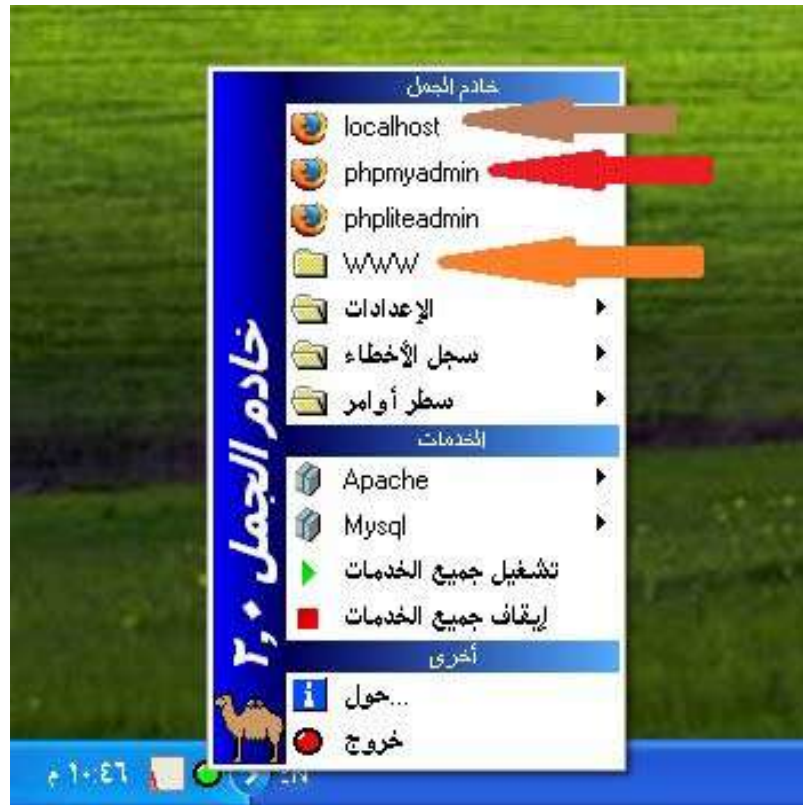 خادم الجمل
localhost
phpmyadmin
phpliteadmin
WWW
الإعدادات
سجل الأخطاء
سطر أوامر
الخدمات
Apache
Mysql
تشغيل جميع الخدمات
إيقاف جميع الخدمات
أخرى
حول...
خروج
خادم الجمل ٢,٠
EN
١٠:٤٦ م